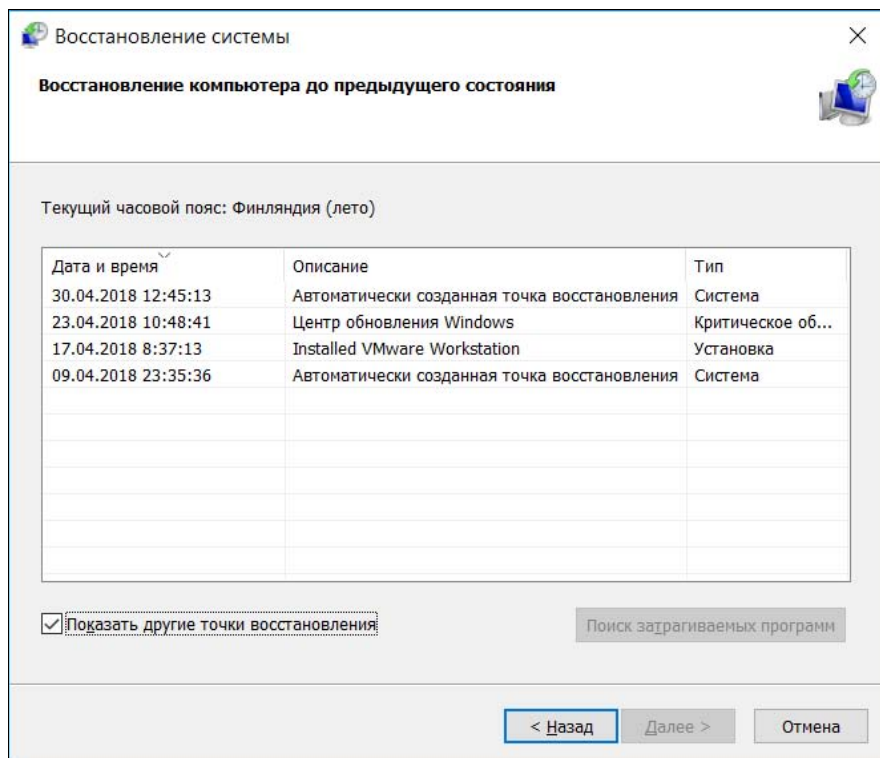 Восстановление системы
Восстановление компьютера до предыдущего состояния
Текущий часовой пояс: Финляндия (лето)
Дата и время Описание Тип
30.04.2018 12:45:13 Автоматически созданная точка восстановления Система
23.04.2018 10:48:41 Центр обновления Windows Критическое об...
17.04.2018 8:37:13 Installed VMware Workstation Установка
09.04.2018 23:35:36 Автоматически созданная точка восстановления Система
Показать другие точки восстановления Поиск затрагиваемых программ
< Назад Далее > Отмена